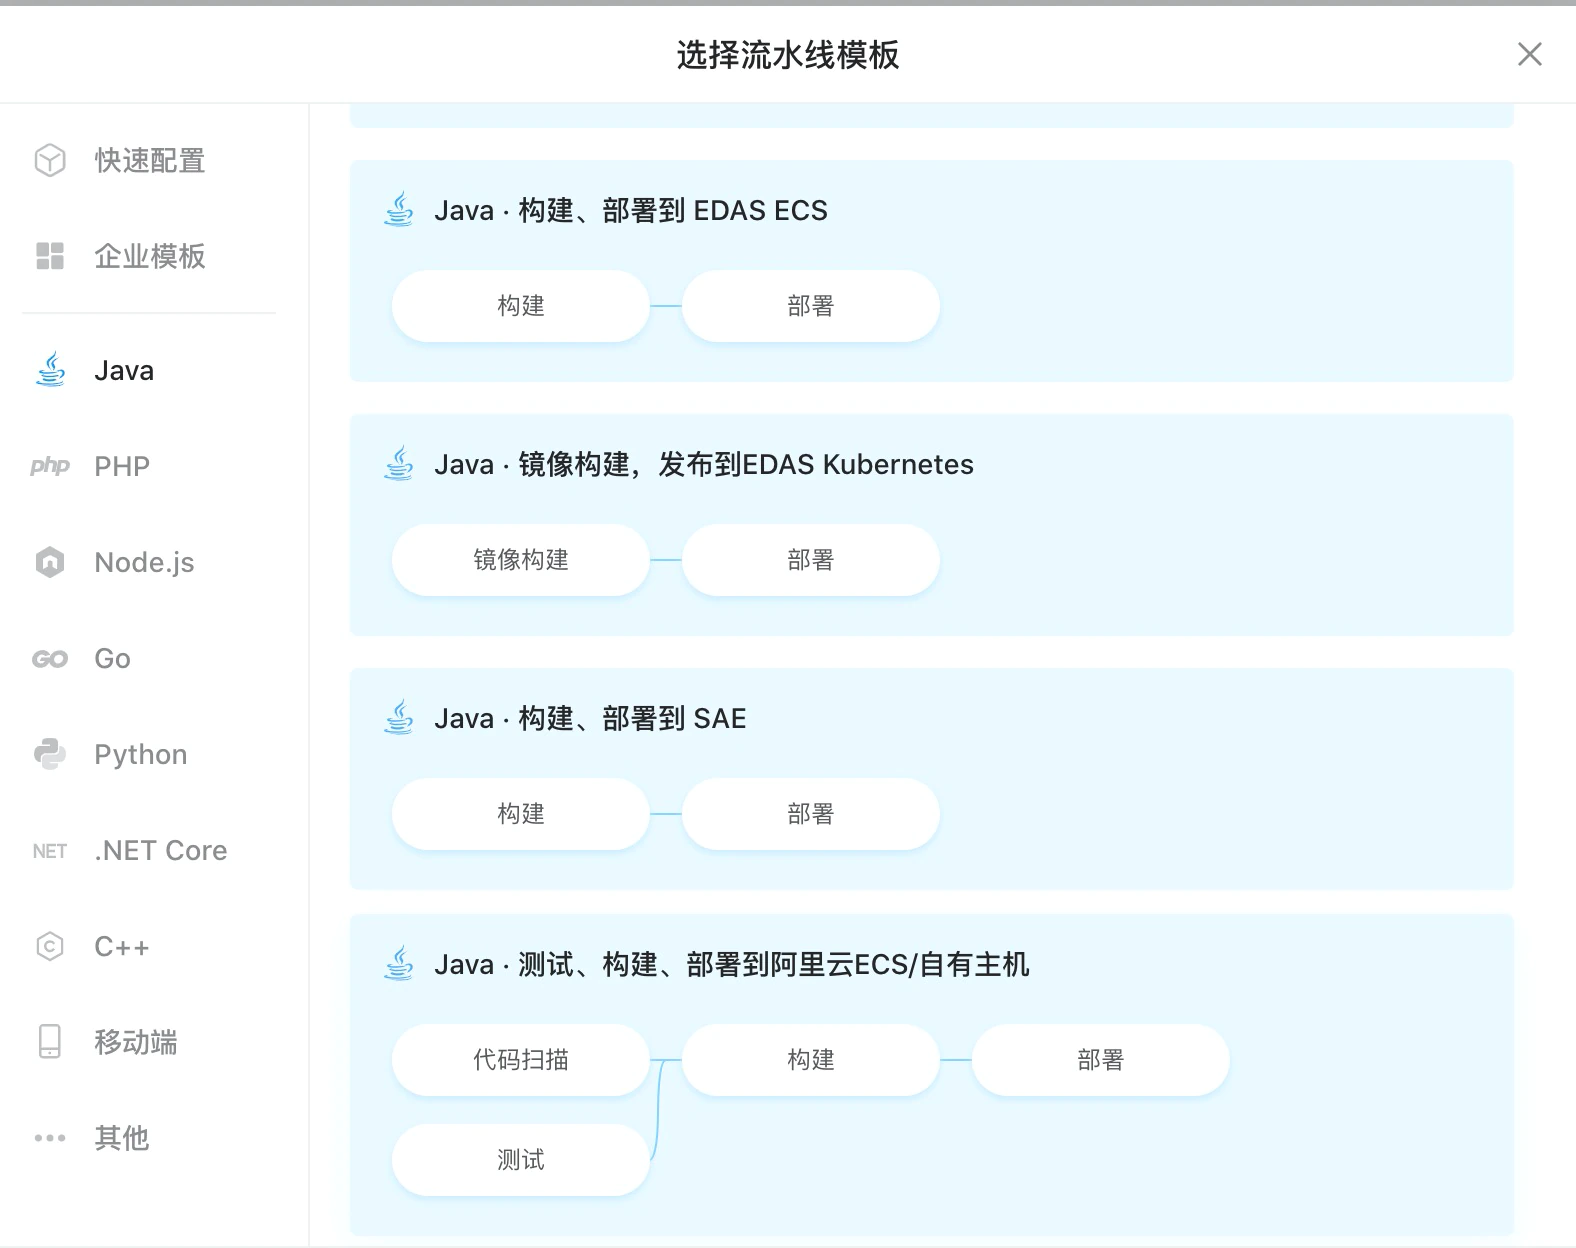 选择流水线模板
快速配置
企业模板
Java
php PHP
Node.js
GO Go
Python
NET .NET Core
C C++
移动端
其他
Java · 构建、部署到 EDAS ECS
构建 部署
Java · 镜像构建，发布到EDAS Kubernetes
镜像构建 部署
Java · 构建、部署到 SAE
构建 部署
Java · 测试、构建、部署到阿里云ECS/自有主机
代码扫描 构建 部署
测试